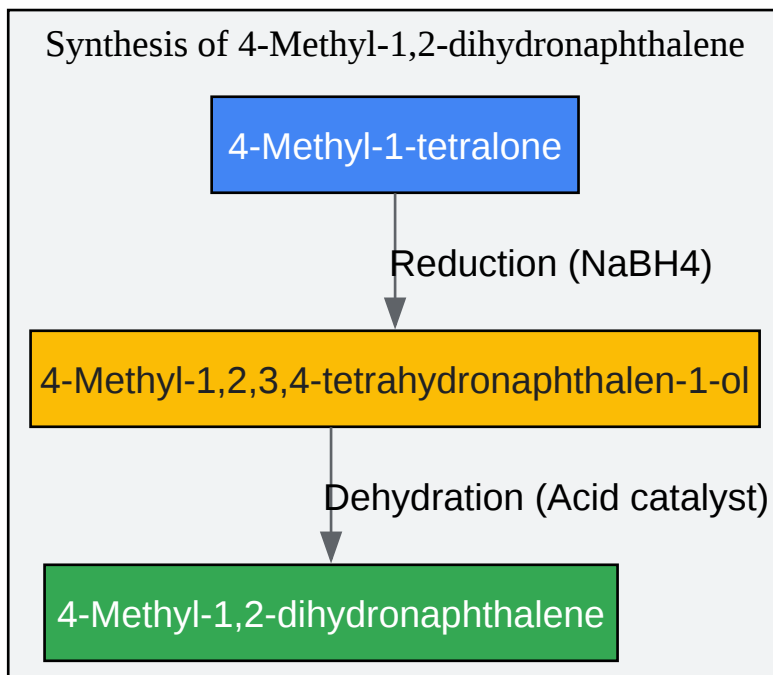 Synthesis of 4-Methyl-1,2-dihydronaphthalene
4-Methyl-1-tetralone
Reduction (NaBH4)
4-Methyl-1,2,3,4-tetrahydronaphthalen-1-ol
Dehydration (Acid catalyst)
4-Methyl-1,2-dihydronaphthalene